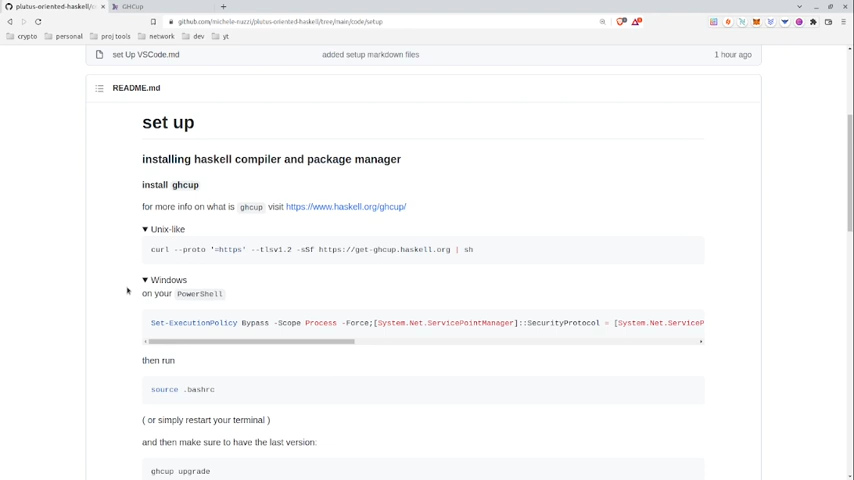 plutus-oriented-haskell/
GHCup
github.com/michele-nuzzi/plutus-oriented-haskell/tree/main/code/setup
crypto
personal
proj tools
network
dev
yt
set Up VSCode.md
added setup markdown files
1 hour ago
README.md
set up
installing haskell compiler and package manager
install ghcup
for more info on what is ghcup visit https://www.haskell.org/ghcup/
Unix-like
curl --proto '=https' --tlsv1.2 -sSf https://get-ghcup.haskell.org | sh
Windows
on your PowerShell
Set-ExecutionPolicy Bypass -Scope Process -Force;[System.Net.ServicePointManager]::SecurityProtocol = [System.Net.ServiceP
then run
source .bashrc
( or simply restart your terminal )
and then make sure to have the last version:
ghcup upgrade